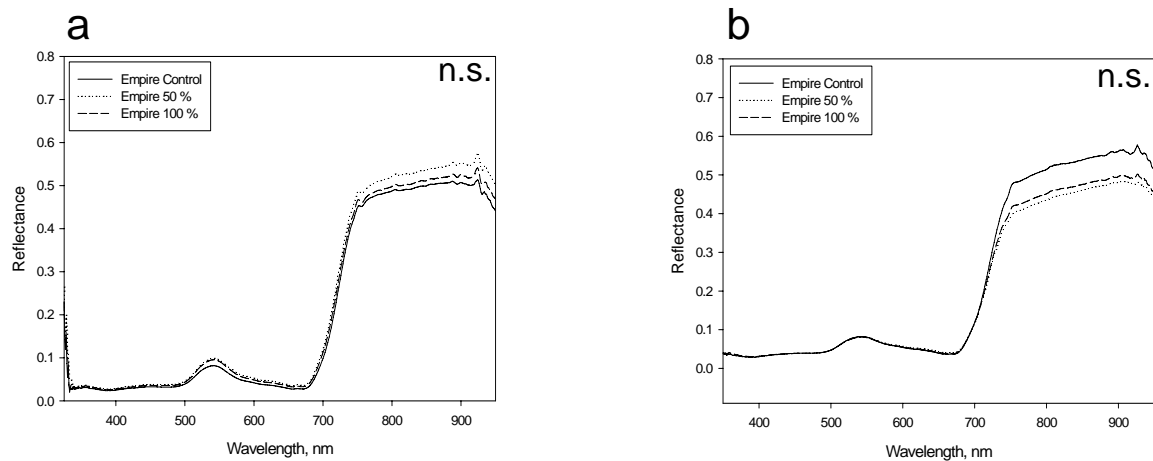 a
n.s.
Empire Control
Empire 50 %
Empire 100 %
0.8
0.7
0.6
0.5
0.4
0.3
0.2
0.1
0.0
Reflectance
400
500
600
700
800
900
Wavelength, nm
b
n.s.
Empire Control
Empire 50 %
Empire 100 %
0.8
0.7
0.6
0.5
0.4
0.3
0.2
0.1
0.0
Reflectance
400
500
600
700
800
900
Wavelength, nm